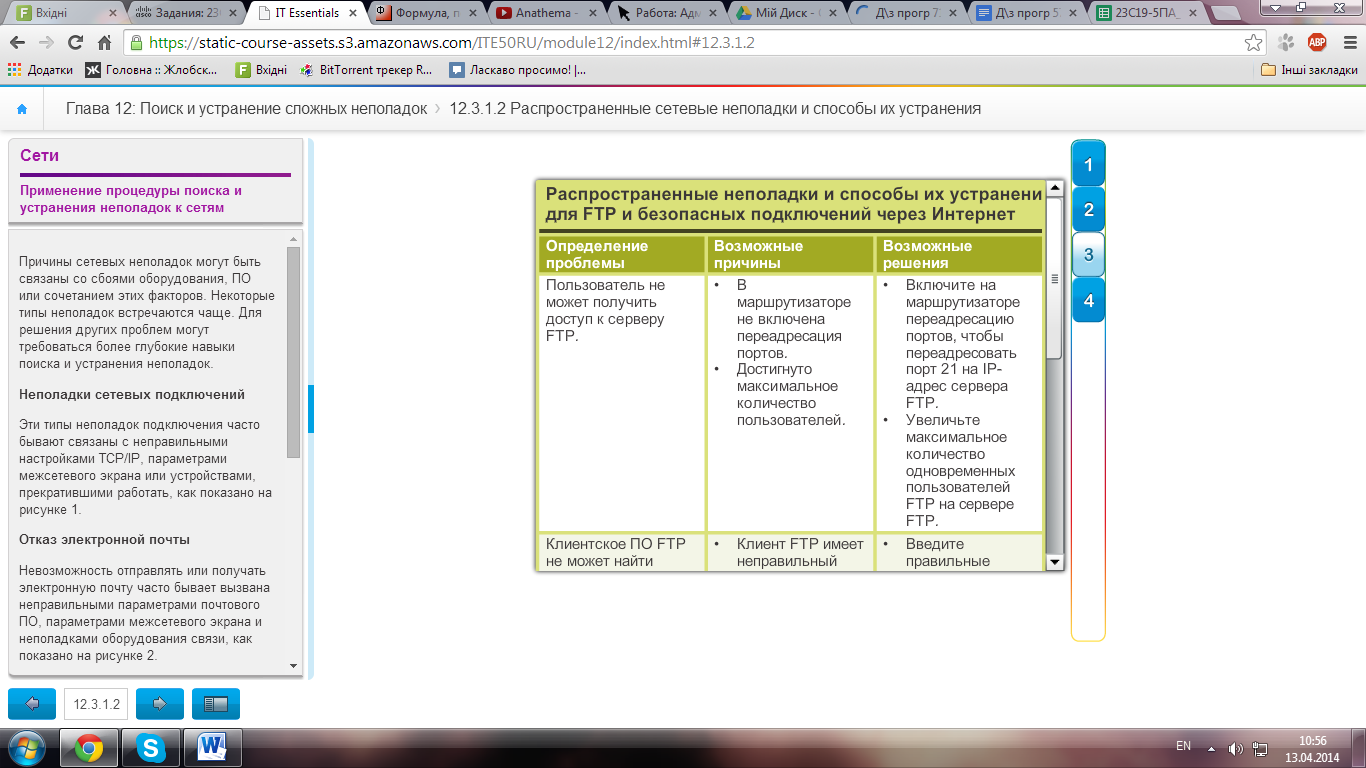 Вхідні
Задания: 23С
IT Essentials
Формула, п
Anathema -
Работа: Адм
Мій Диск - G
Д\з прогр 7
Д\з прогр 5
23С19-5ПА_
https://static-course-assets.s3.amazonaws.com/ITE50RU/module12/index.html#12.3.1.2
Додатки
Головна :: Жлобск...
Вхідні
BitTorrent трекер R...
Ласкаво просимо! |...
Інші закладки
Глава 12: Поиск и устранение сложных неполадок
12.3.1.2 Распространенные сетевые неполадки и способы их устранения
Сети
Применение процедуры поиска и
устранения неполадок к сетям
Причины сетевых неполадок могут быть
связаны со сбоями оборудования, ПО
или сочетанием этих факторов. Некоторые
типы неполадок встречаются чаще. Для
решения других проблем могут
требоваться более глубокие навыки
поиска и устранения неполадок.
Неполадки сетевых подключений
Эти типы неполадок подключения часто
бывают связаны с неправильными
настройками TCP/IP, параметрами
межсетевого экрана или устройствами,
прекратившими работать, как показано на
рисунке 1.
Отказ электронной почты
Невозможность отправлять или получать
электронную почту часто бывает вызвана
неправильными параметрами почтового
ПО, параметрами межсетевого экрана и
неполадками оборудования связи, как
показано на рисунке 2.
Распространенные неполадки и способы их устранени
для FTP и безопасных подключений через Интернет
Определение
проблемы
Возможные
причины
Возможные
решения
Пользователь не
может получить
доступ к серверу
FTP.
• В
маршрутизаторе
не включена
переадресация
портов.
• Достигнуто
максимальное
количество
пользователей.
• Включите на
маршрутизаторе
переадресацию
портов, чтобы
переадресовать
порт 21 на IP-
адрес сервера
FTP.
• Увеличьте
максимальное
количество
одновременных
пользователей
FTP на сервере
FTP.
Клиентское ПО FTP
не может найти
• Клиент FTP имеет
неправильный
• Введите
правильные
1
2
3
4
12.3.1.2
EN
10:56
13.04.2014